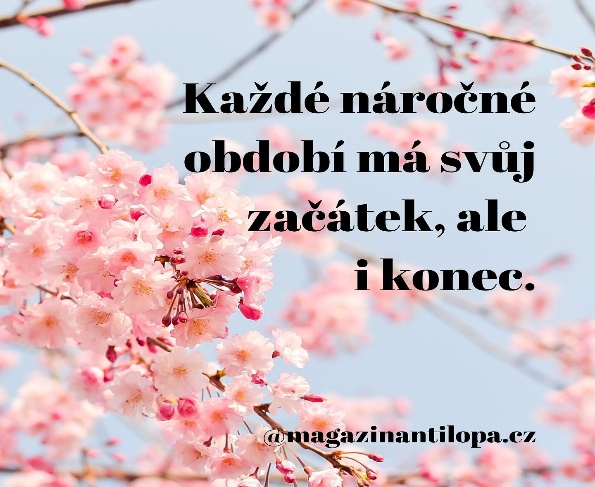 Každé náročné
období má svůj
začátek, ale
i konec.
@magazinantilopa.cz